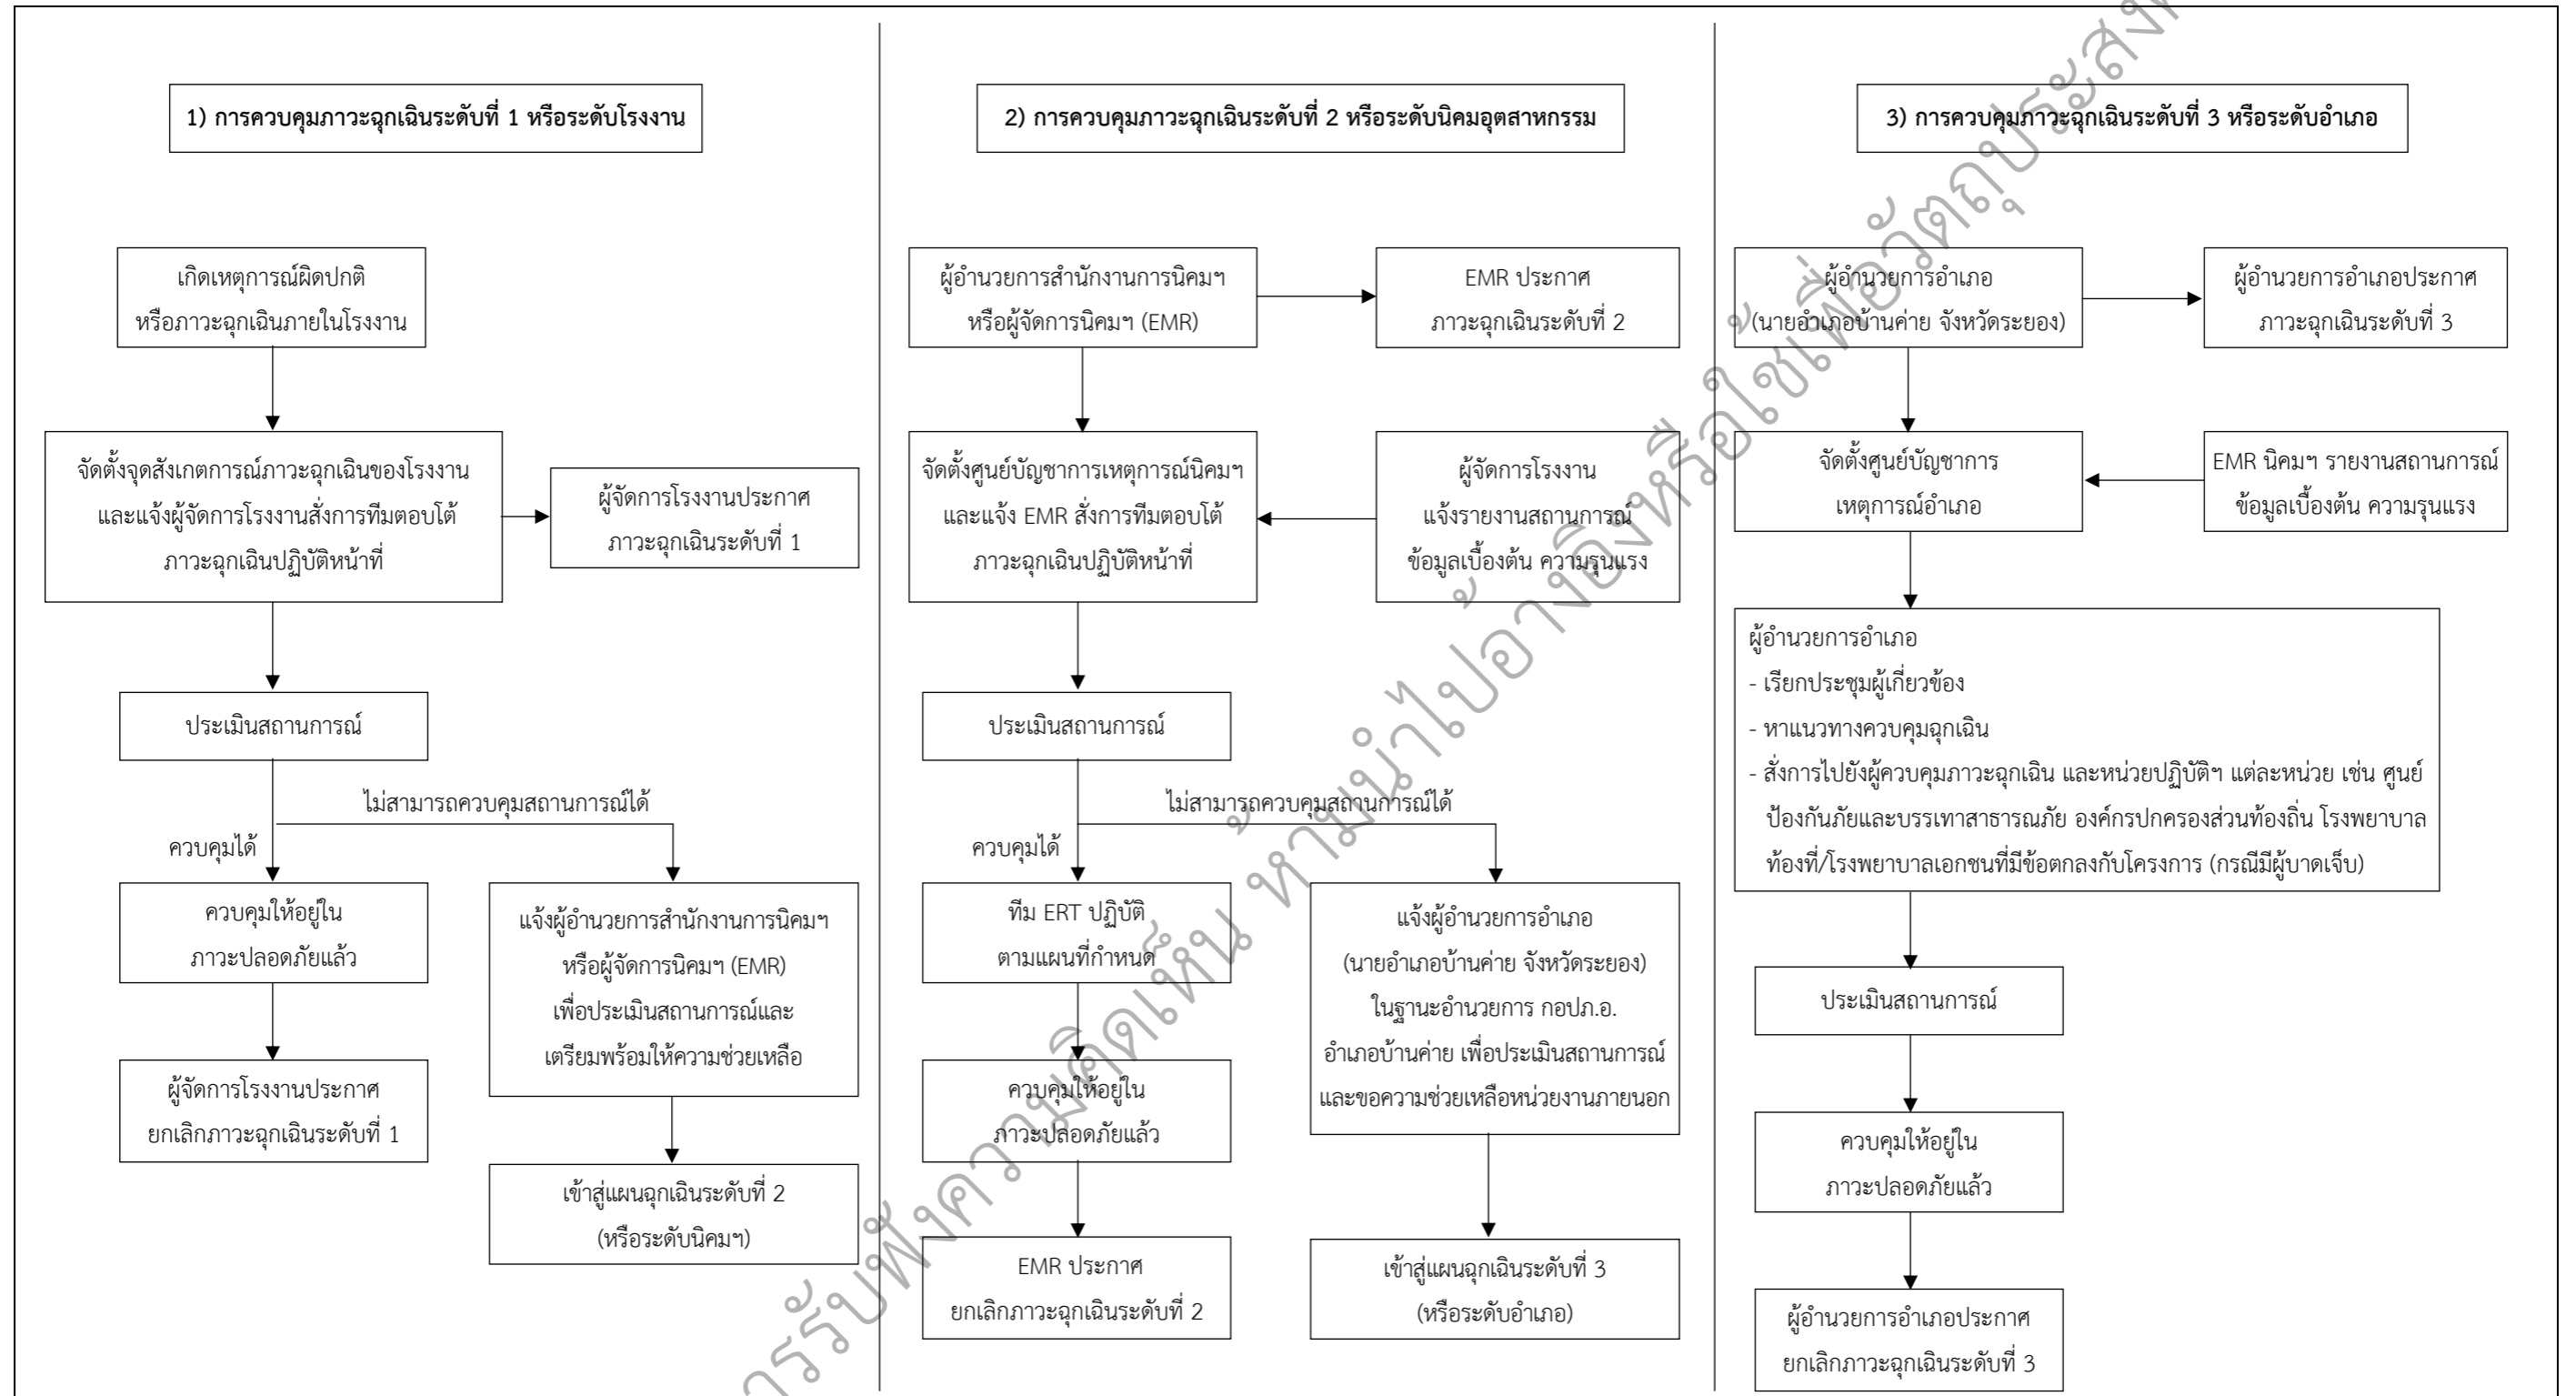 1) การควบคุมภาวะฉุกเฉินระดับที่ 1 หรือระดับโรงงาน
เกิดเหตุการณ์ผิดปกติ
หรือภาวะฉุกเฉินภายในโรงงาน
จัดตั้งจุดสังเกตการณ์ภาวะฉุกเฉินของโรงงาน
และแจ้งผู้จัดการโรงงานสั่งการทีมตอบโต้
ภาวะฉุกเฉินปฏิบัติหน้าที่
ผู้จัดการโรงงานประกาศ
ภาวะฉุกเฉินระดับที่ 1
ประเมินสถานการณ์
ไม่สามารถควบคุมสถานการณ์ได้
ควบคุมได้
ควบคุมให้อยู่ใน
ภาวะปลอดภัยแล้ว
ผู้จัดการโรงงานประกาศ
ยกเลิกภาวะฉุกเฉินระดับที่ 1
แจ้งผู้อำนวยการสำนักงานการนิคมฯ
หรือผู้จัดการนิคมฯ (EMR)
เพื่อประเมินสถานการณ์และ
เตรียมพร้อมให้ความช่วยเหลือ
เข้าสู่แผนฉุกเฉินระดับที่ 2
(หรือระดับนิคมฯ)
2) การควบคุมภาวะฉุกเฉินระดับที่ 2 หรือระดับนิคมอุตสาหกรรม
ผู้อำนวยการสำนักงานการนิคมฯ
หรือผู้จัดการนิคมฯ (EMR)
EMR ประกาศ
ภาวะฉุกเฉินระดับที่ 2
จัดตั้งศูนย์บัญชาการเหตุการณ์นิคมฯ
และแจ้ง EMR สั่งการทีมตอบโต้
ภาวะฉุกเฉินปฏิบัติหน้าที่
ผู้จัดการโรงงาน
แจ้งรายงานสถานการณ์
ข้อมูลเบื้องต้น ความรุนแรง
ประเมินสถานการณ์
ไม่สามารถควบคุมสถานการณ์ได้
ควบคุมได้
ทีม ERT ปฏิบัติ
ตามแผนที่กำหนด
ควบคุมให้อยู่ใน
ภาวะปลอดภัยแล้ว
EMR ประกาศ
ยกเลิกภาวะฉุกเฉินระดับที่ 2
แจ้งผู้อำนวยการอำเภอ
(นายอำเภอบ้านค่าย จังหวัดระยอง)
ในฐานะอำนวยการ กอปภ.อ.
อำเภอบ้านค่าย เพื่อประเมินสถานการณ์
และขอความช่วยเหลือหน่วยงานภายนอก
เข้าสู่แผนฉุกเฉินระดับที่ 3
(หรือระดับอำเภอ)
3) การควบคุมภาวะฉุกเฉินระดับที่ 3 หรือระดับอำเภอ
ผู้อำนวยการอำเภอ
(นายอำเภอบ้านค่าย จังหวัดระยอง)
ผู้อำนวยการอำเภอประกาศ
ภาวะฉุกเฉินระดับที่ 3
จัดตั้งศูนย์บัญชาการ
เหตุการณ์อำเภอ
EMR นิคมฯ รายงานสถานการณ์
ข้อมูลเบื้องต้น ความรุนแรง
ผู้อำนวยการอำเภอ
- เรียกประชุมผู้เกี่ยวข้อง
- หาแนวทางควบคุมฉุกเฉิน
- สั่งการไปยังผู้ควบคุมภาวะฉุกเฉิน และหน่วยปฏิบัติฯ แต่ละหน่วย เช่น ศูนย์
ป้องกันภัยและบรรเทาสาธารณภัย องค์กรปกครองส่วนท้องถิ่น โรงพยาบาล
ท้องที่/โรงพยาบาลเอกชนที่มีข้อตกลงกับโครงการ (กรณีมีผู้บาดเจ็บ)
ประเมินสถานการณ์
ควบคุมให้อยู่ใน
ภาวะปลอดภัยแล้ว
ผู้อำนวยการอำเภอประกาศ
ยกเลิกภาวะฉุกเฉินระดับที่ 3
การรับฟังความคิดเห็น ห้ามนำไปอ้างอิงหรือใช้เพื่อวัตถุประสงค์